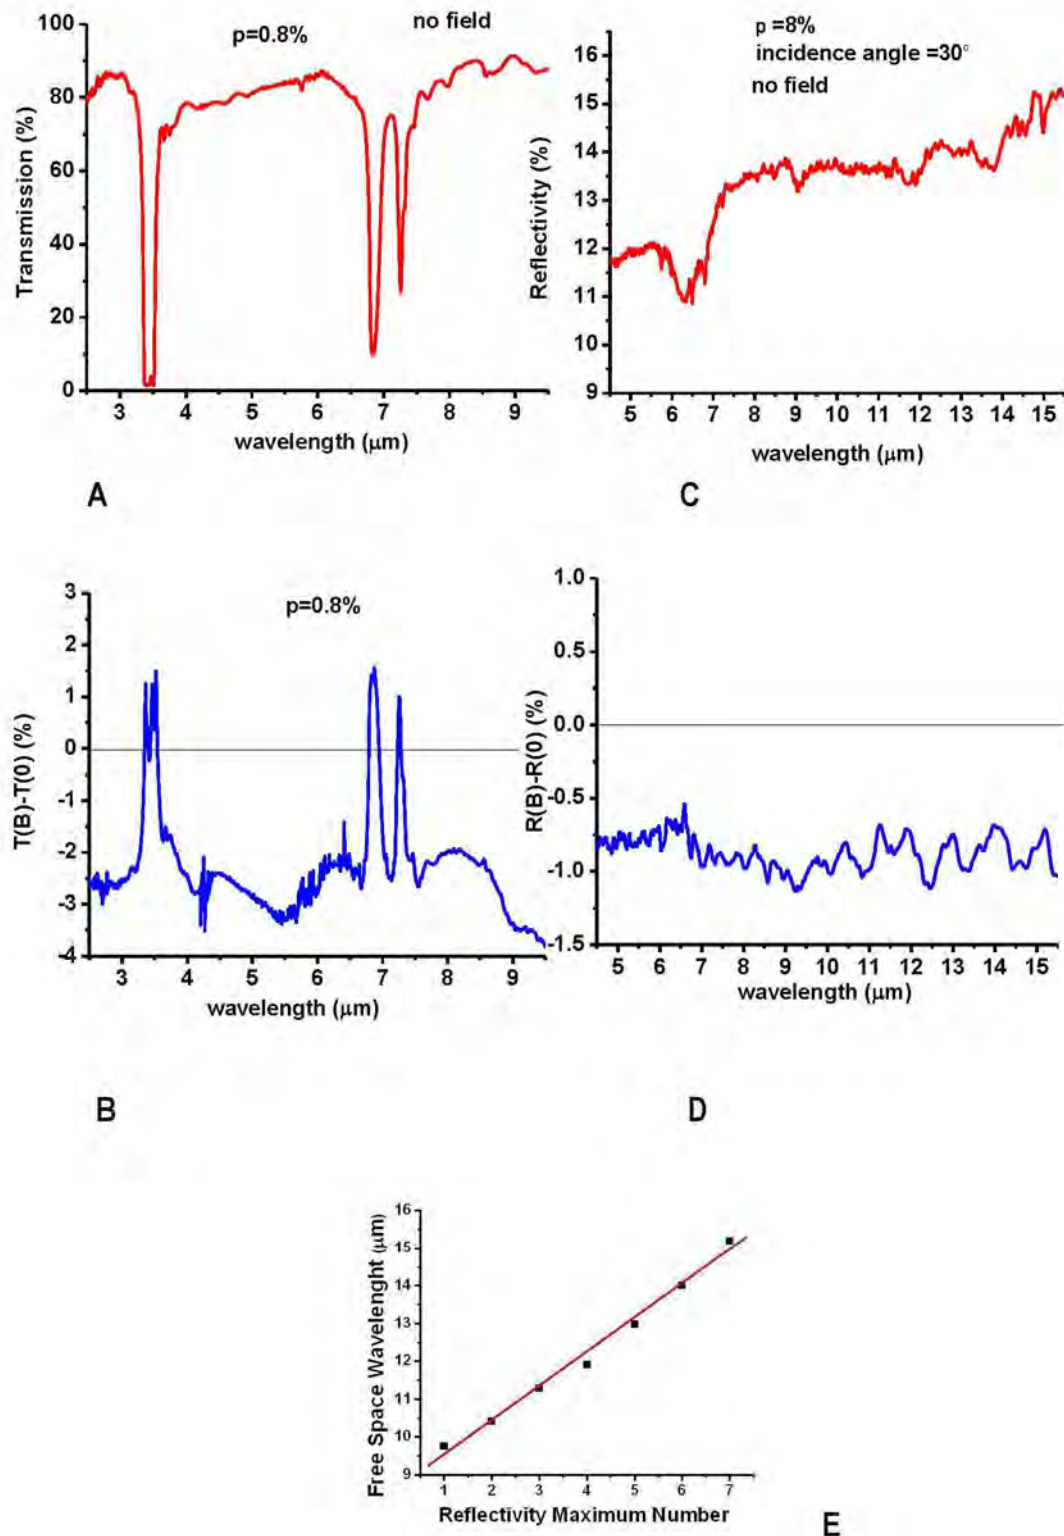 no field
p=0.8%
100
80
60
40
20
0
Transmission (%)
3 4 5 6 7 8 9
wavelength (μm)
A
p =8%
incidence angle =30°
no field
16
15
14
13
12
11
10
9
Reflectivity (%)
5 6 7 8 9 10 11 12 13 14 15
wavelength (μm)
C
p=0.8%
3
2
1
0
-1
-2
-3
-4
T(B)-T(0) (%)
3 4 5 6 7 8 9
wavelength (μm)
B
1.0
0.5
0.0
-0.5
-1.0
-1.5
R(B)-R(0) (%)
5 6 7 8 9 10 11 12 13 14 15
wavelength (μm)
D
16
15
14
13
12
11
10
9
Free Space Wavelenght (μm)
1 2 3 4 5 6 7
Reflectivity Maximum Number
E